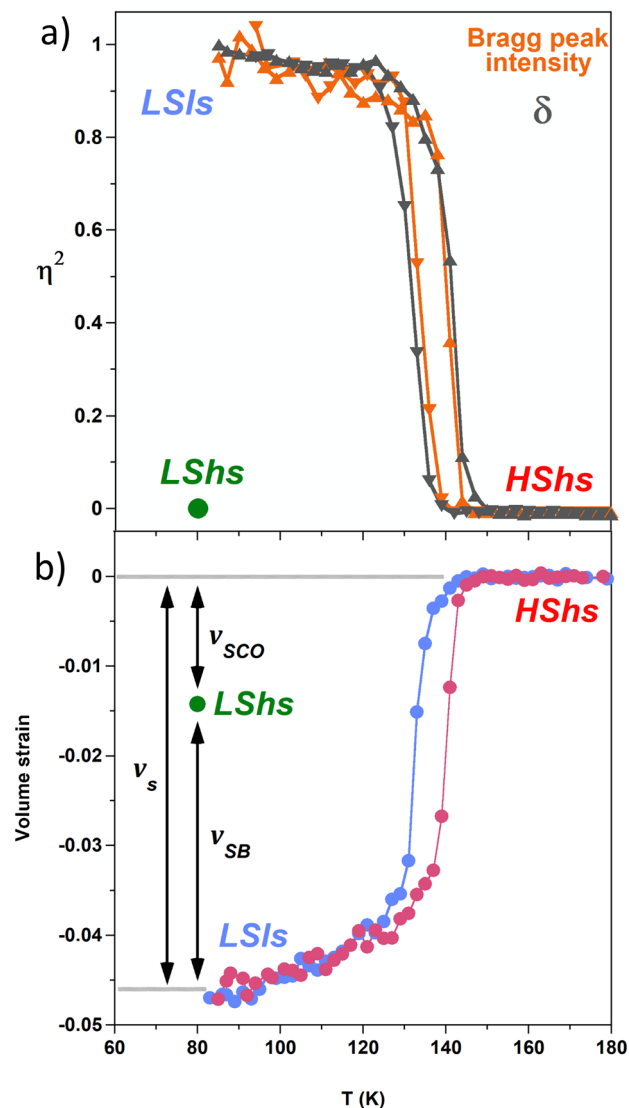 a)
Bragg peak
intensity
δ
LSls
η²
1
0.8
0.6
0.4
0.2
0
LShs
HShs
b)
0
-0.01
-0.02
-0.03
-0.04
-0.05
Volume strain
HShs
v_SCO
LShs
v_s
v_SB
LSls
60 80 100 120 140 160 180
T (K)